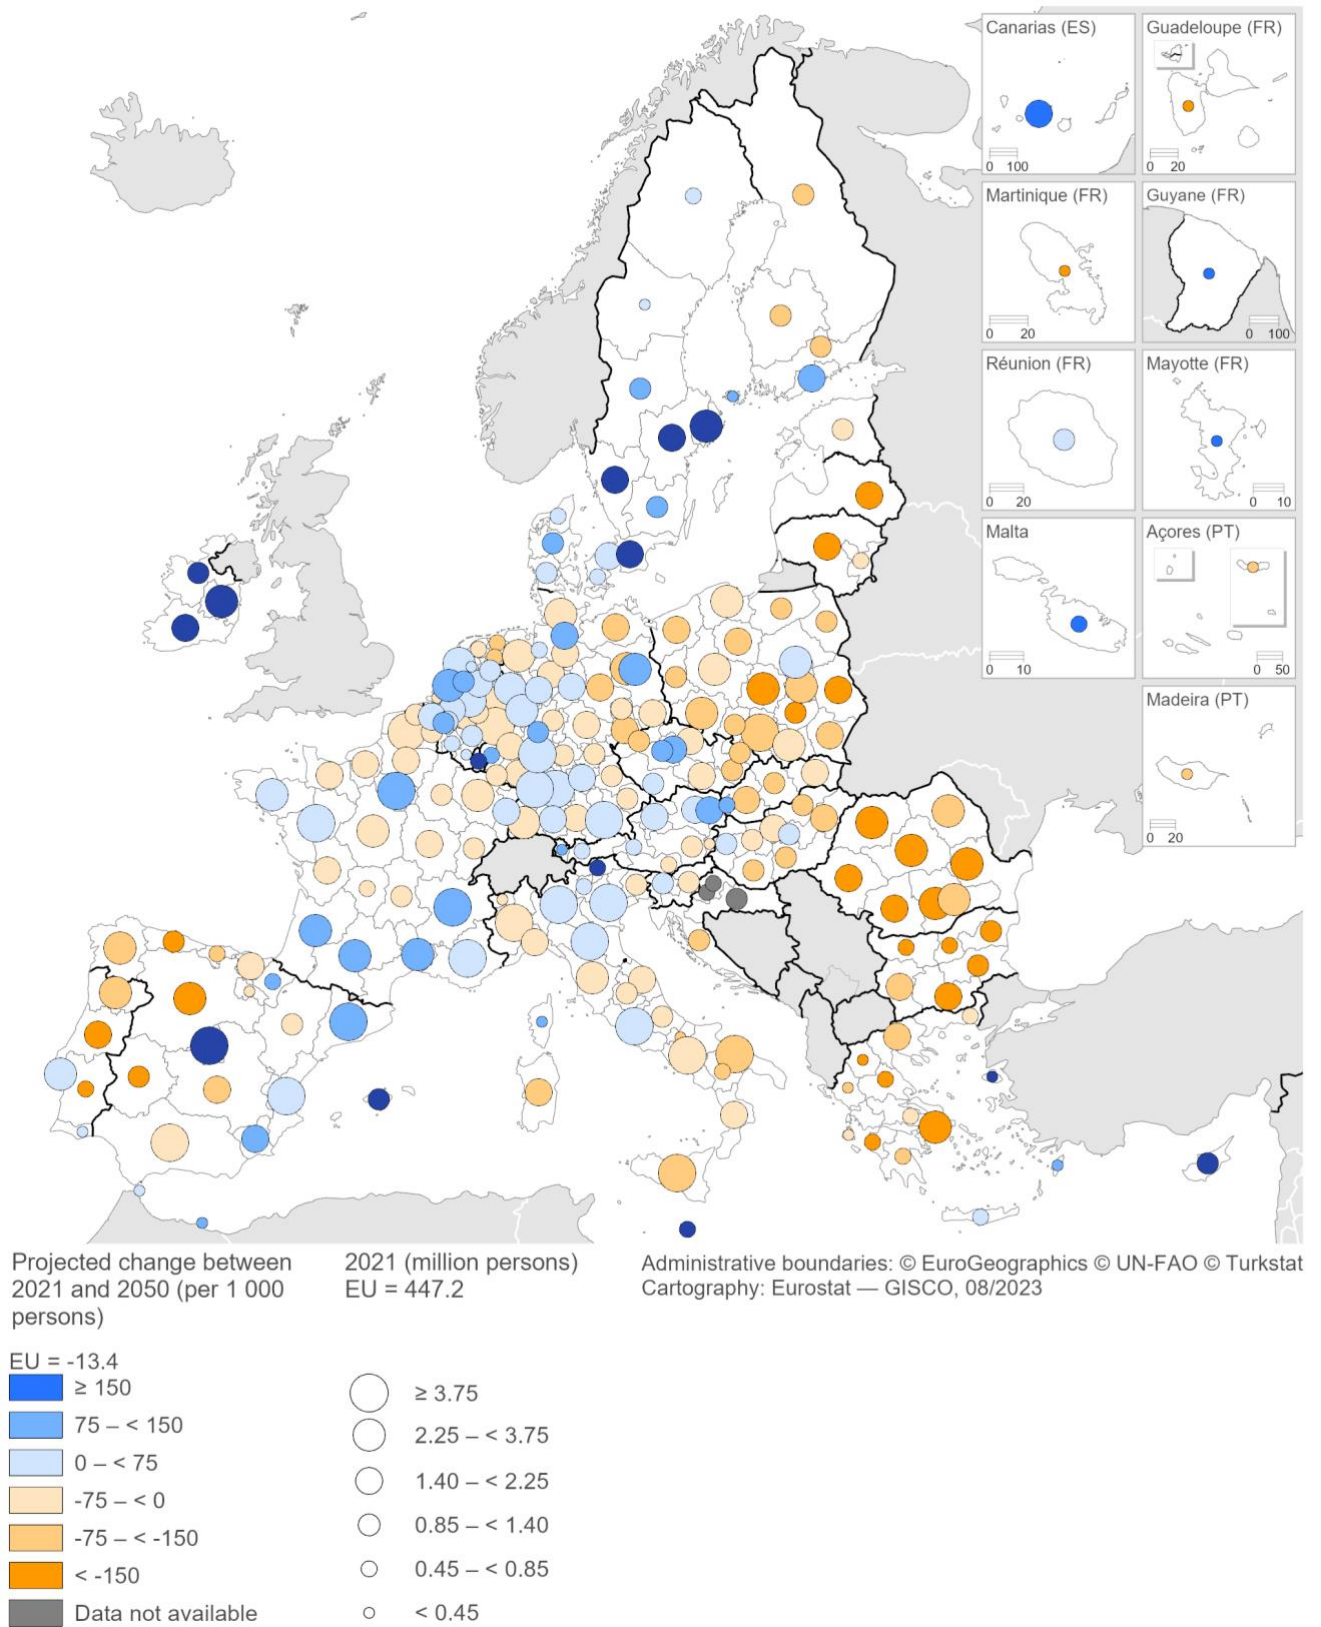 Canarias (ES)
0 100
Guadeloupe (FR)
0 20
Martinique (FR)
0 20
Guyane (FR)
0 100
Réunion (FR)
0 20
Mayotte (FR)
0 10
Malta
0 10
Açores (PT)
0 50
Madeira (PT)
0 20
Projected change between
2021 and 2050 (per 1 000
persons)
EU = -13.4
≥ 150
75 – < 150
0 – < 75
-75 – < 0
-75 – < -150
< -150
Data not available
2021 (million persons)
EU = 447.2
≥ 3.75
2.25 – < 3.75
1.40 – < 2.25
0.85 – < 1.40
0.45 – < 0.85
< 0.45
Administrative boundaries: © EuroGeographics © UN-FAO © Turkstat
Cartography: Eurostat — GISCO, 08/2023